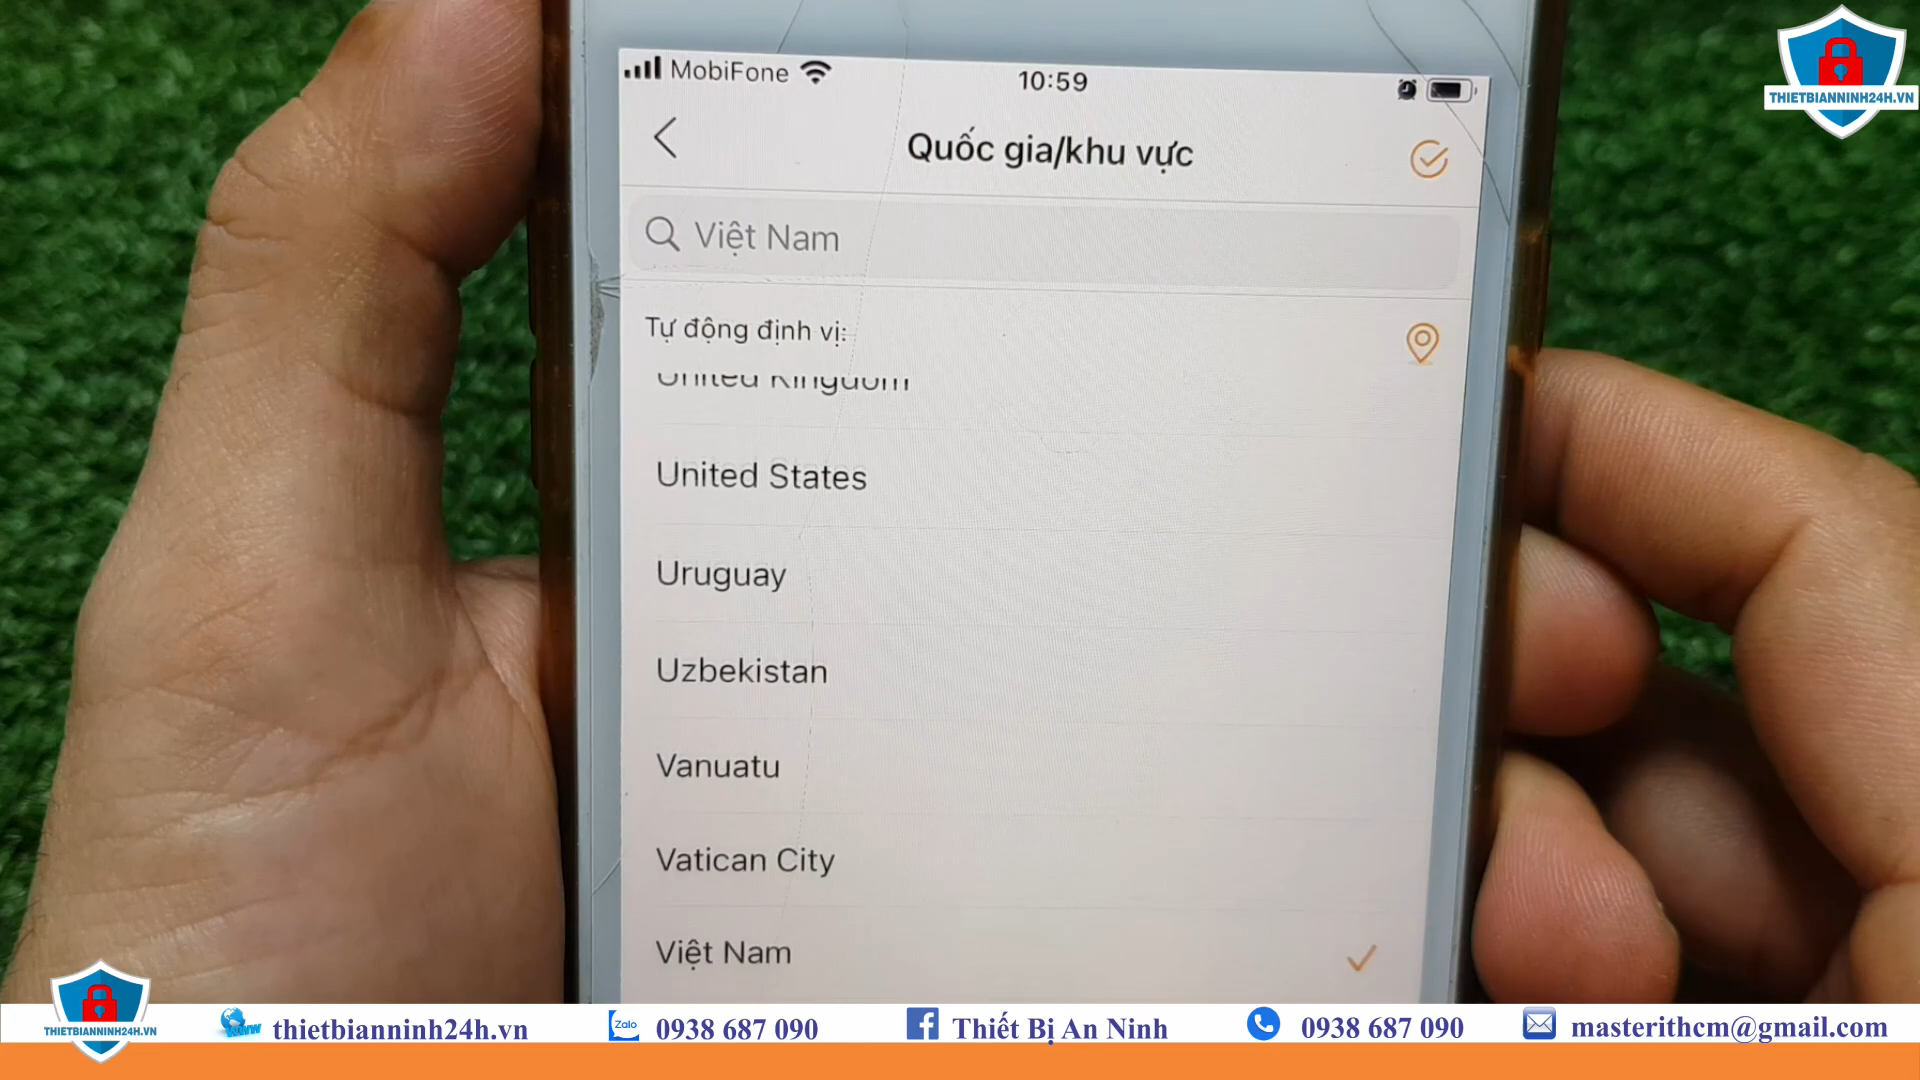 MobiFone
10:59
THIETBIANNINH24H.VN
Quốc gia/khu vực
Việt Nam
Tự động định vị:
United Kingdom
United States
Uruguay
Uzbekistan
Vanuatu
Vatican City
Việt Nam
THIETBIANNINH24H.VN
www
thietbianninh24h.vn
Zalo
0938 687 090
Thiết Bị An Ninh
0938 687 090
masterithcm@gmail.com